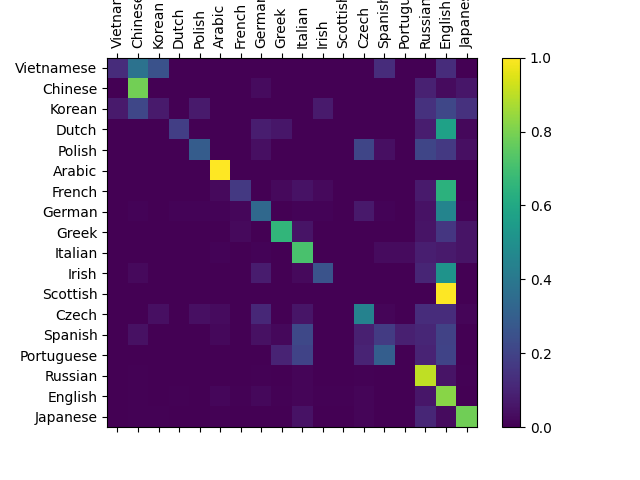 Vietnam
Chinese
Korean
Dutch
Polish
Arabic
French
German
Greek
Italian
Irish
Scottish
Czech
Spanish
Portugu
Russian
English
Japanes
Vietnamese
Chinese
Korean
Dutch
Polish
Arabic
French
German
Greek
Italian
Irish
Scottish
Czech
Spanish
Portuguese
Russian
English
Japanese
1.0
0.8
0.6
0.4
0.2
0.0